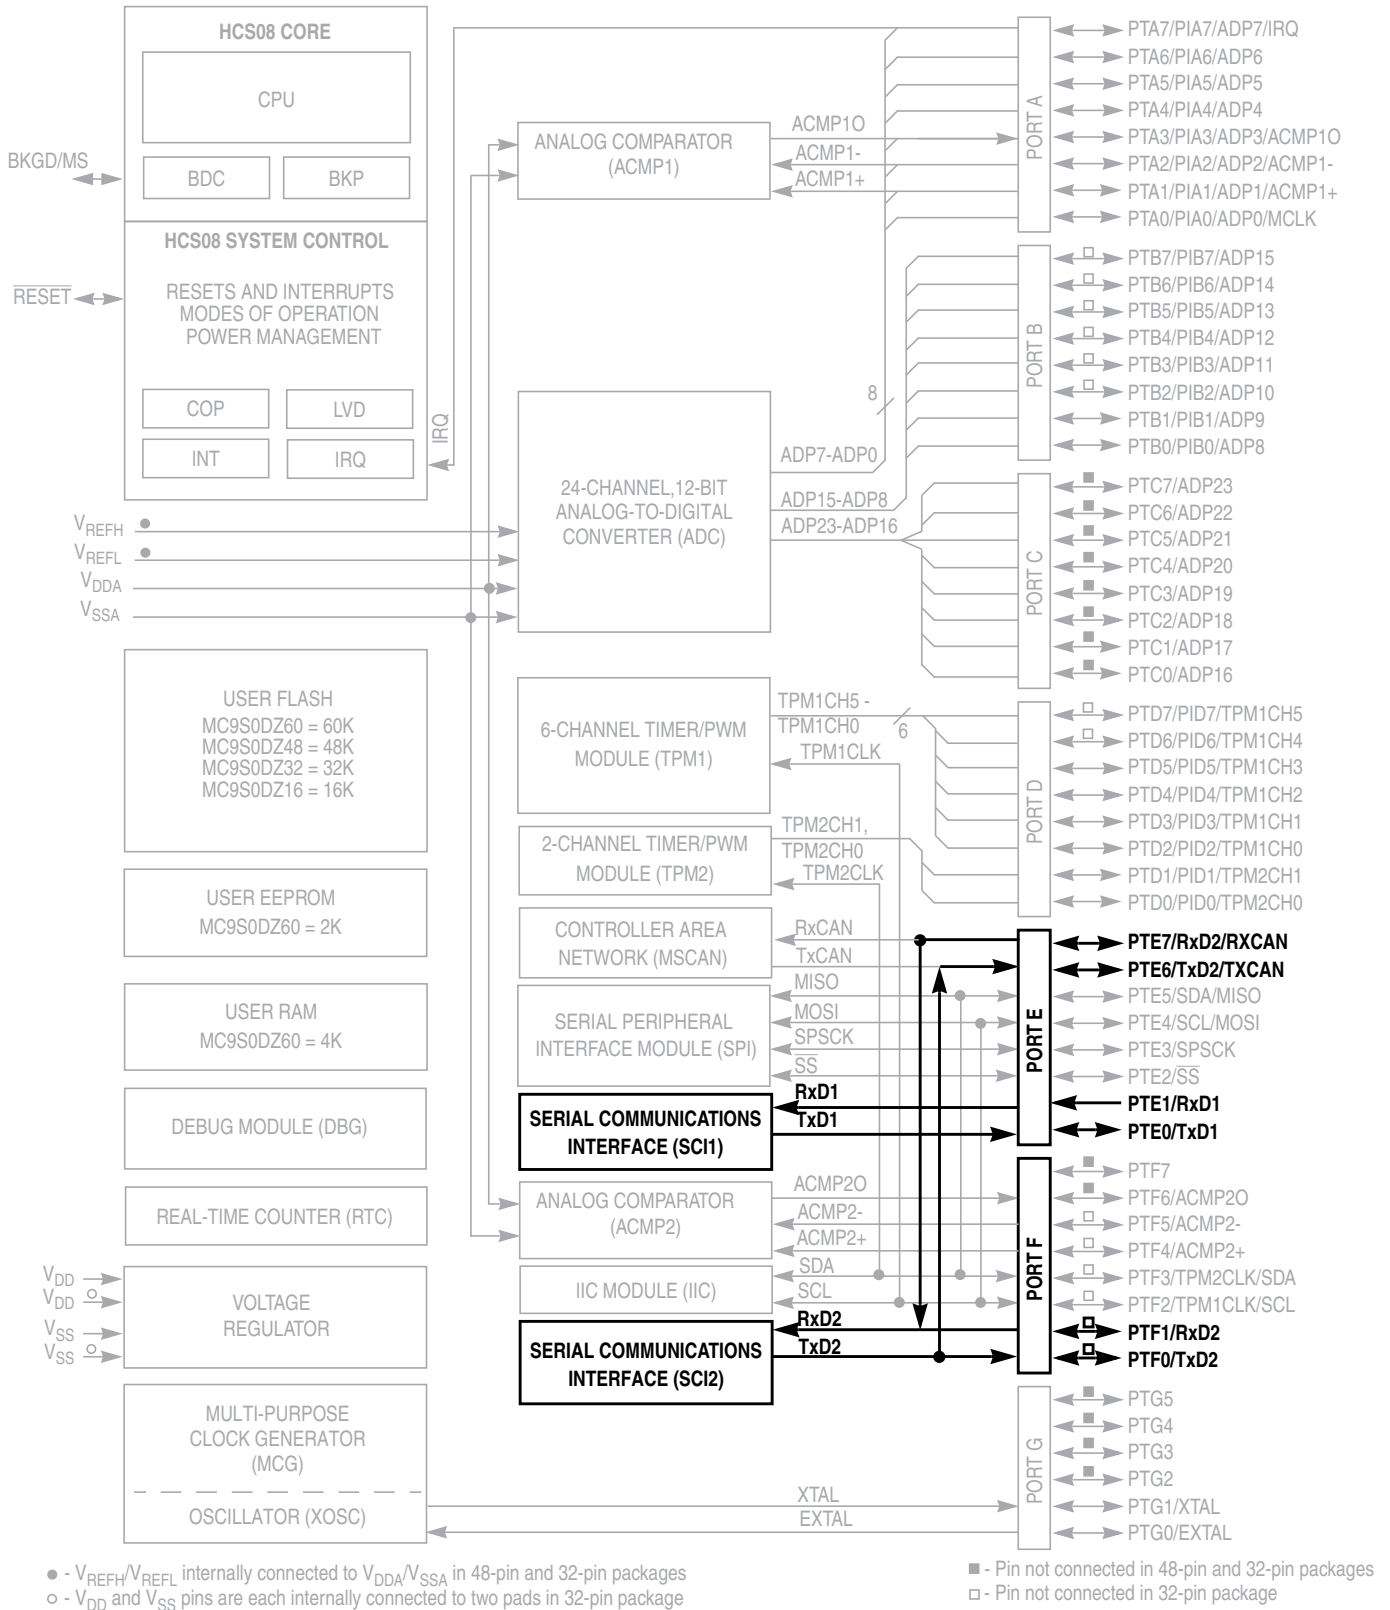 HCS08 CORE
CPU
BDC
BKP
BKGD/MS
HCS08 SYSTEM CONTROL
RESETS AND INTERRUPTS
MODES OF OPERATION
POWER MANAGEMENT
RESET
COP
LVD
INT
IRQ
IRQ
VREFH
VREFL
VDDA
VSSA
USER FLASH
MC9S0DZ60 = 60K
MC9S0DZ48 = 48K
MC9S0DZ32 = 32K
MC9S0DZ16 = 16K
USER EEPROM
MC9S0DZ60 = 2K
USER RAM
MC9S0DZ60 = 4K
DEBUG MODULE (DBG)
REAL-TIME COUNTER (RTC)
VDD
VDD
VSS
VSS
VOLTAGE
REGULATOR
MULTI-PURPOSE
CLOCK GENERATOR
(MCG)
OSCILLATOR (XOSC)
ANALOG COMPARATOR
(ACMP1)
ACMP1O
ACMP1-
ACMP1+
24-CHANNEL,12-BIT
ANALOG-TO-DIGITAL
CONVERTER (ADC)
8
ADP7-ADP0
ADP15-ADP8
ADP23-ADP16
6-CHANNEL TIMER/PWM
MODULE (TPM1)
TPM1CH5 -
TPM1CH0
6
TPM1CLK
2-CHANNEL TIMER/PWM
MODULE (TPM2)
TPM2CH1,
TPM2CH0
TPM2CLK
CONTROLLER AREA
NETWORK (MSCAN)
RxCAN
TxCAN
SERIAL PERIPHERAL
INTERFACE MODULE (SPI)
MISO
MOSI
SPSCK
SS
SERIAL COMMUNICATIONS
INTERFACE (SCI1)
RxD1
TxD1
ANALOG COMPARATOR
(ACMP2)
ACMP2O
ACMP2-
ACMP2+
IIC MODULE (IIC)
SDA
SCL
SERIAL COMMUNICATIONS
INTERFACE (SCI2)
RxD2
TxD2
XTAL
EXTAL
PORT A
PTA7/PIA7/ADP7/IRQ
PTA6/PIA6/ADP6
PTA5/PIA5/ADP5
PTA4/PIA4/ADP4
PTA3/PIA3/ADP3/ACMP1O
PTA2/PIA2/ADP2/ACMP1-
PTA1/PIA1/ADP1/ACMP1+
PTA0/PIA0/ADP0/MCLK
PORT B
PTB7/PIB7/ADP15
PTB6/PIB6/ADP14
PTB5/PIB5/ADP13
PTB4/PIB4/ADP12
PTB3/PIB3/ADP11
PTB2/PIB2/ADP10
PTB1/PIB1/ADP9
PTB0/PIB0/ADP8
PORT C
PTC7/ADP23
PTC6/ADP22
PTC5/ADP21
PTC4/ADP20
PTC3/ADP19
PTC2/ADP18
PTC1/ADP17
PTC0/ADP16
PORT D
PTD7/PID7/TPM1CH5
PTD6/PID6/TPM1CH4
PTD5/PID5/TPM1CH3
PTD4/PID4/TPM1CH2
PTD3/PID3/TPM1CH1
PTD2/PID2/TPM1CH0
PTD1/PID1/TPM2CH1
PTD0/PID0/TPM2CH0
PORT E
PTE7/RxD2/RXCAN
PTE6/TxD2/TXCAN
PTE5/SDA/MISO
PTE4/SCL/MOSI
PTE3/SPSCK
PTE2/SS
PTE1/RxD1
PTE0/TxD1
PORT F
PTF7
PTF6/ACMP2O
PTF5/ACMP2-
PTF4/ACMP2+
PTF3/TPM2CLK/SDA
PTF2/TPM1CLK/SCL
PTF1/RxD2
PTF0/TxD2
PORT G
PTG5
PTG4
PTG3
PTG2
PTG1/XTAL
PTG0/EXTAL
● - VREFH/VREFL internally connected to VDDA/VSSA in 48-pin and 32-pin packages
○ - VDD and VSS pins are each internally connected to two pads in 32-pin package
■ - Pin not connected in 48-pin and 32-pin packages
□ - Pin not connected in 32-pin package